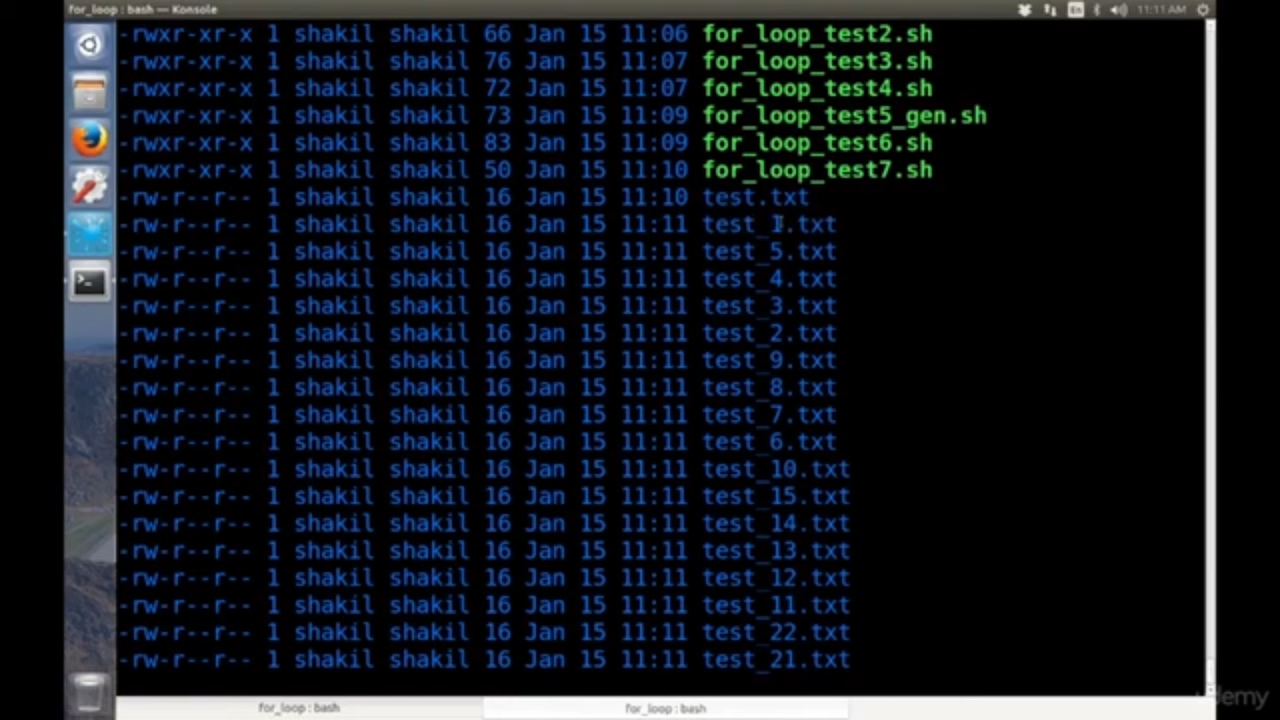 for_loop : bash — Konsole
En
11:11 AM
-rwxr-xr-x 1 shakil shakil 66 Jan 15 11:06 for_loop_test2.sh
-rwxr-xr-x 1 shakil shakil 76 Jan 15 11:07 for_loop_test3.sh
-rwxr-xr-x 1 shakil shakil 72 Jan 15 11:07 for_loop_test4.sh
-rwxr-xr-x 1 shakil shakil 73 Jan 15 11:09 for_loop_test5_gen.sh
-rwxr-xr-x 1 shakil shakil 83 Jan 15 11:09 for_loop_test6.sh
-rwxr-xr-x 1 shakil shakil 50 Jan 15 11:10 for_loop_test7.sh
-rw-r--r-- 1 shakil shakil 16 Jan 15 11:10 test.txt
-rw-r--r-- 1 shakil shakil 16 Jan 15 11:11 test_1.txt
-rw-r--r-- 1 shakil shakil 16 Jan 15 11:11 test_5.txt
-rw-r--r-- 1 shakil shakil 16 Jan 15 11:11 test_4.txt
-rw-r--r-- 1 shakil shakil 16 Jan 15 11:11 test_3.txt
-rw-r--r-- 1 shakil shakil 16 Jan 15 11:11 test_2.txt
-rw-r--r-- 1 shakil shakil 16 Jan 15 11:11 test_9.txt
-rw-r--r-- 1 shakil shakil 16 Jan 15 11:11 test_8.txt
-rw-r--r-- 1 shakil shakil 16 Jan 15 11:11 test_7.txt
-rw-r--r-- 1 shakil shakil 16 Jan 15 11:11 test_6.txt
-rw-r--r-- 1 shakil shakil 16 Jan 15 11:11 test_10.txt
-rw-r--r-- 1 shakil shakil 16 Jan 15 11:11 test_15.txt
-rw-r--r-- 1 shakil shakil 16 Jan 15 11:11 test_14.txt
-rw-r--r-- 1 shakil shakil 16 Jan 15 11:11 test_13.txt
-rw-r--r-- 1 shakil shakil 16 Jan 15 11:11 test_12.txt
-rw-r--r-- 1 shakil shakil 16 Jan 15 11:11 test_11.txt
-rw-r--r-- 1 shakil shakil 16 Jan 15 11:11 test_22.txt
-rw-r--r-- 1 shakil shakil 16 Jan 15 11:11 test_21.txt
for_loop : bash
for_loop : bash
udemy